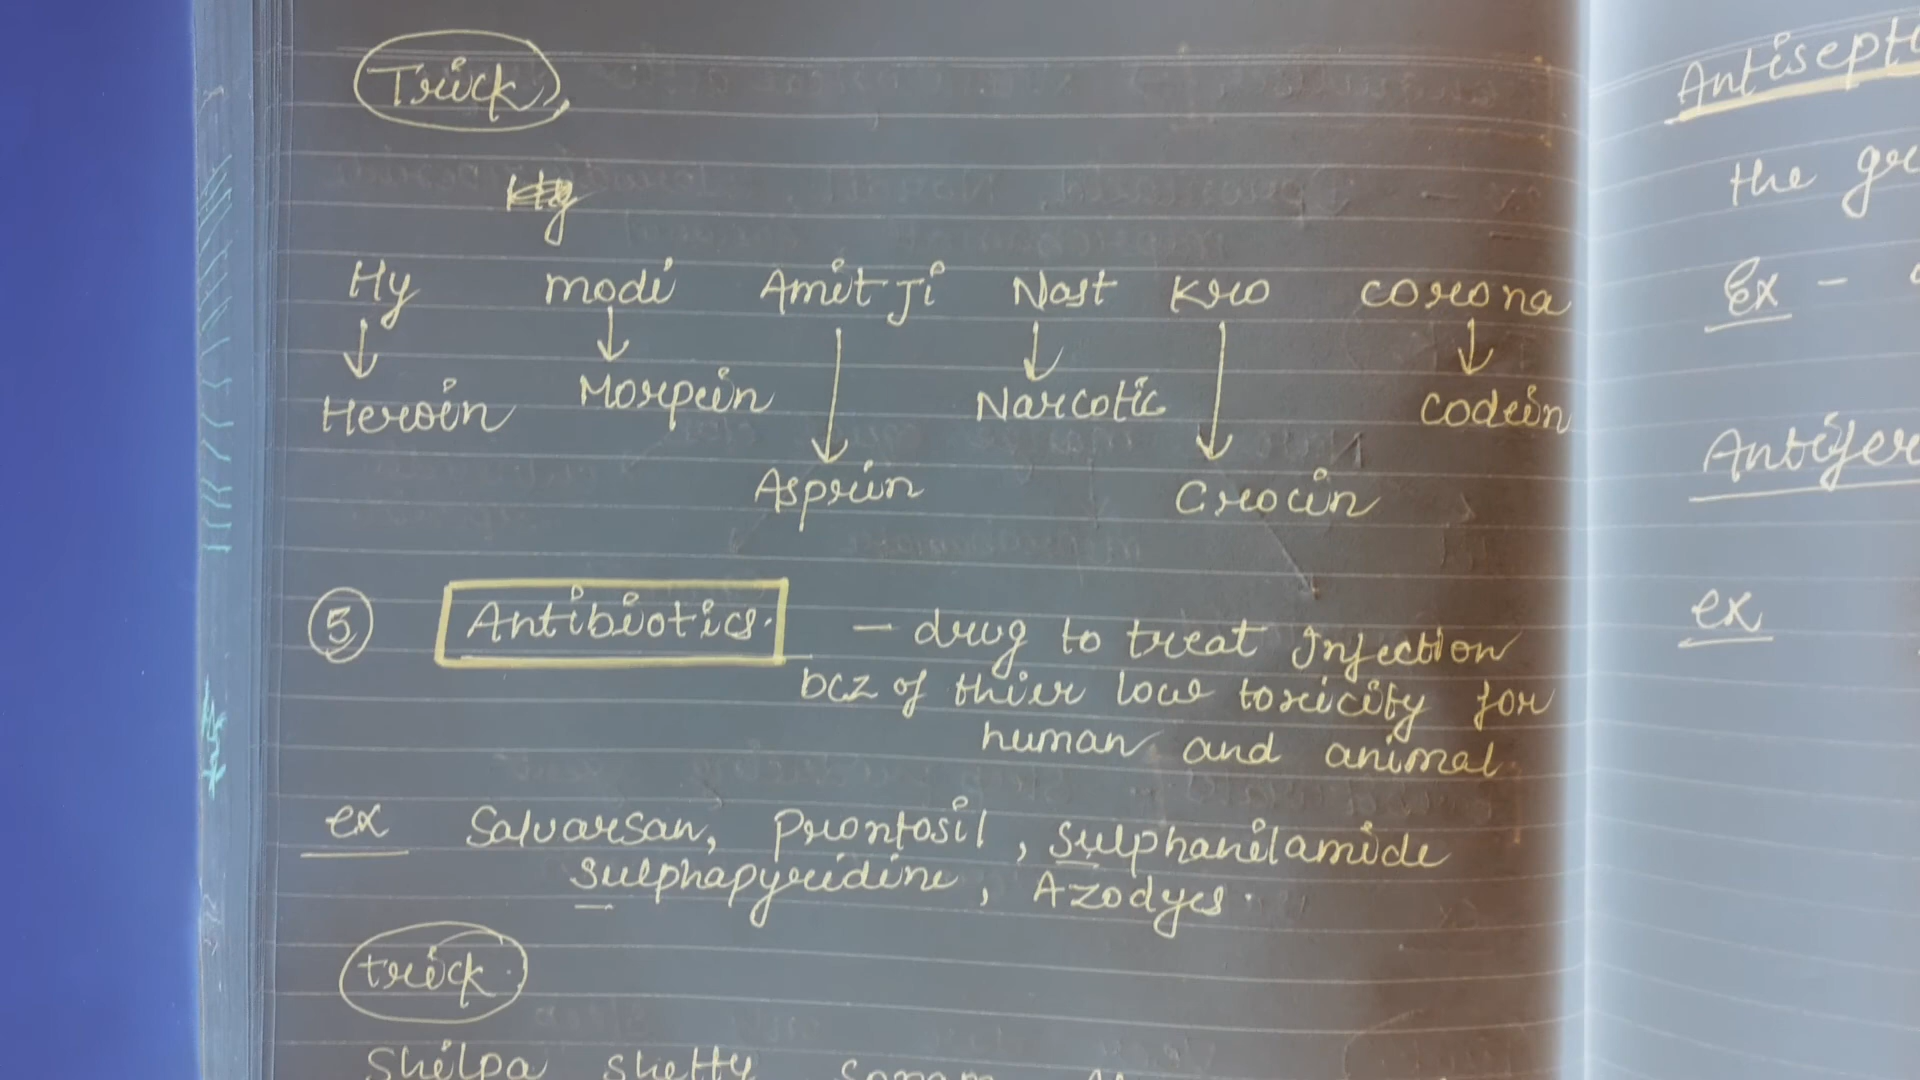 Trick
Hy modi Amit Ji Nast Kro corona
Heroin Morpein Narcotic Codein
Asprin Crocin
5 Antibiotics. – drug to treat Infection
bcz of thier low toxicity for
human and animal
ex Salvarsan, Prontosil, Sulphanilamide
Sulphapyridine, Azodyes.
trick.
Shilpa Shetty Sonam
Antisept
the gr
Ex –
Antifer
ex